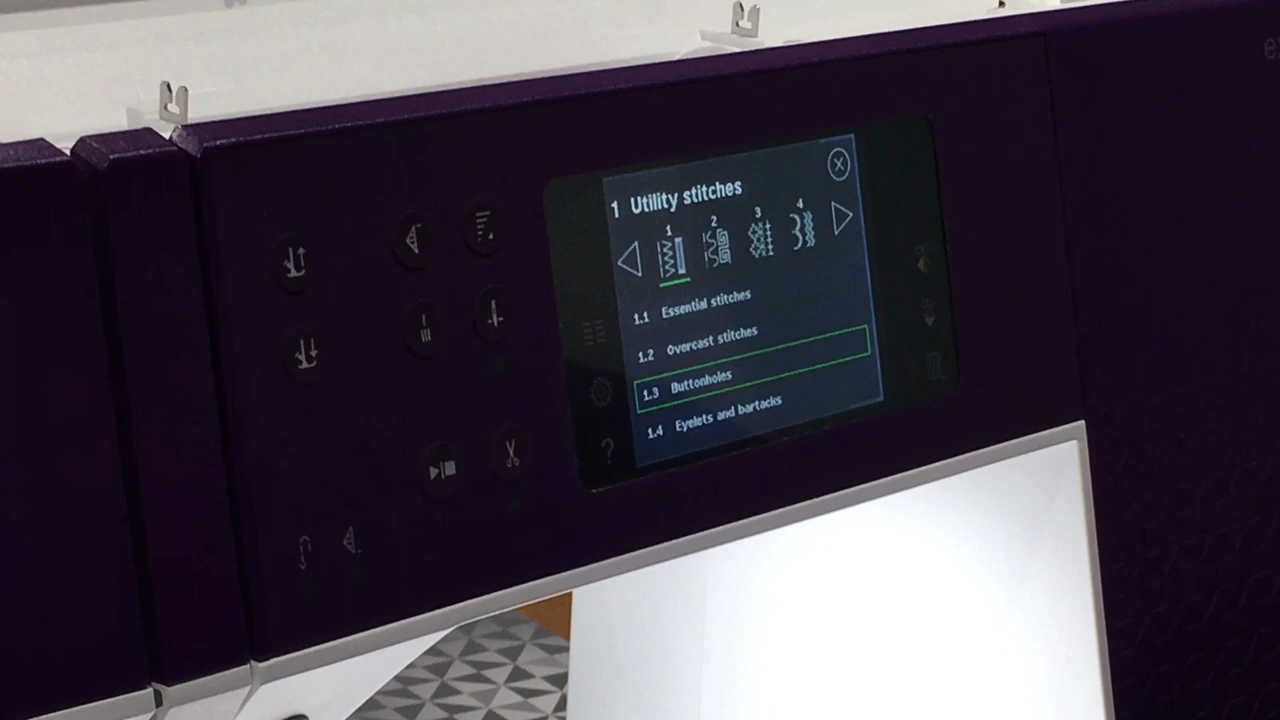 1 Utility stitches
1 2 3 4
1.1 Essential stitches
1.2 Overcast stitches
1.3 Buttonholes
1.4 Eyelets and bartacks
?